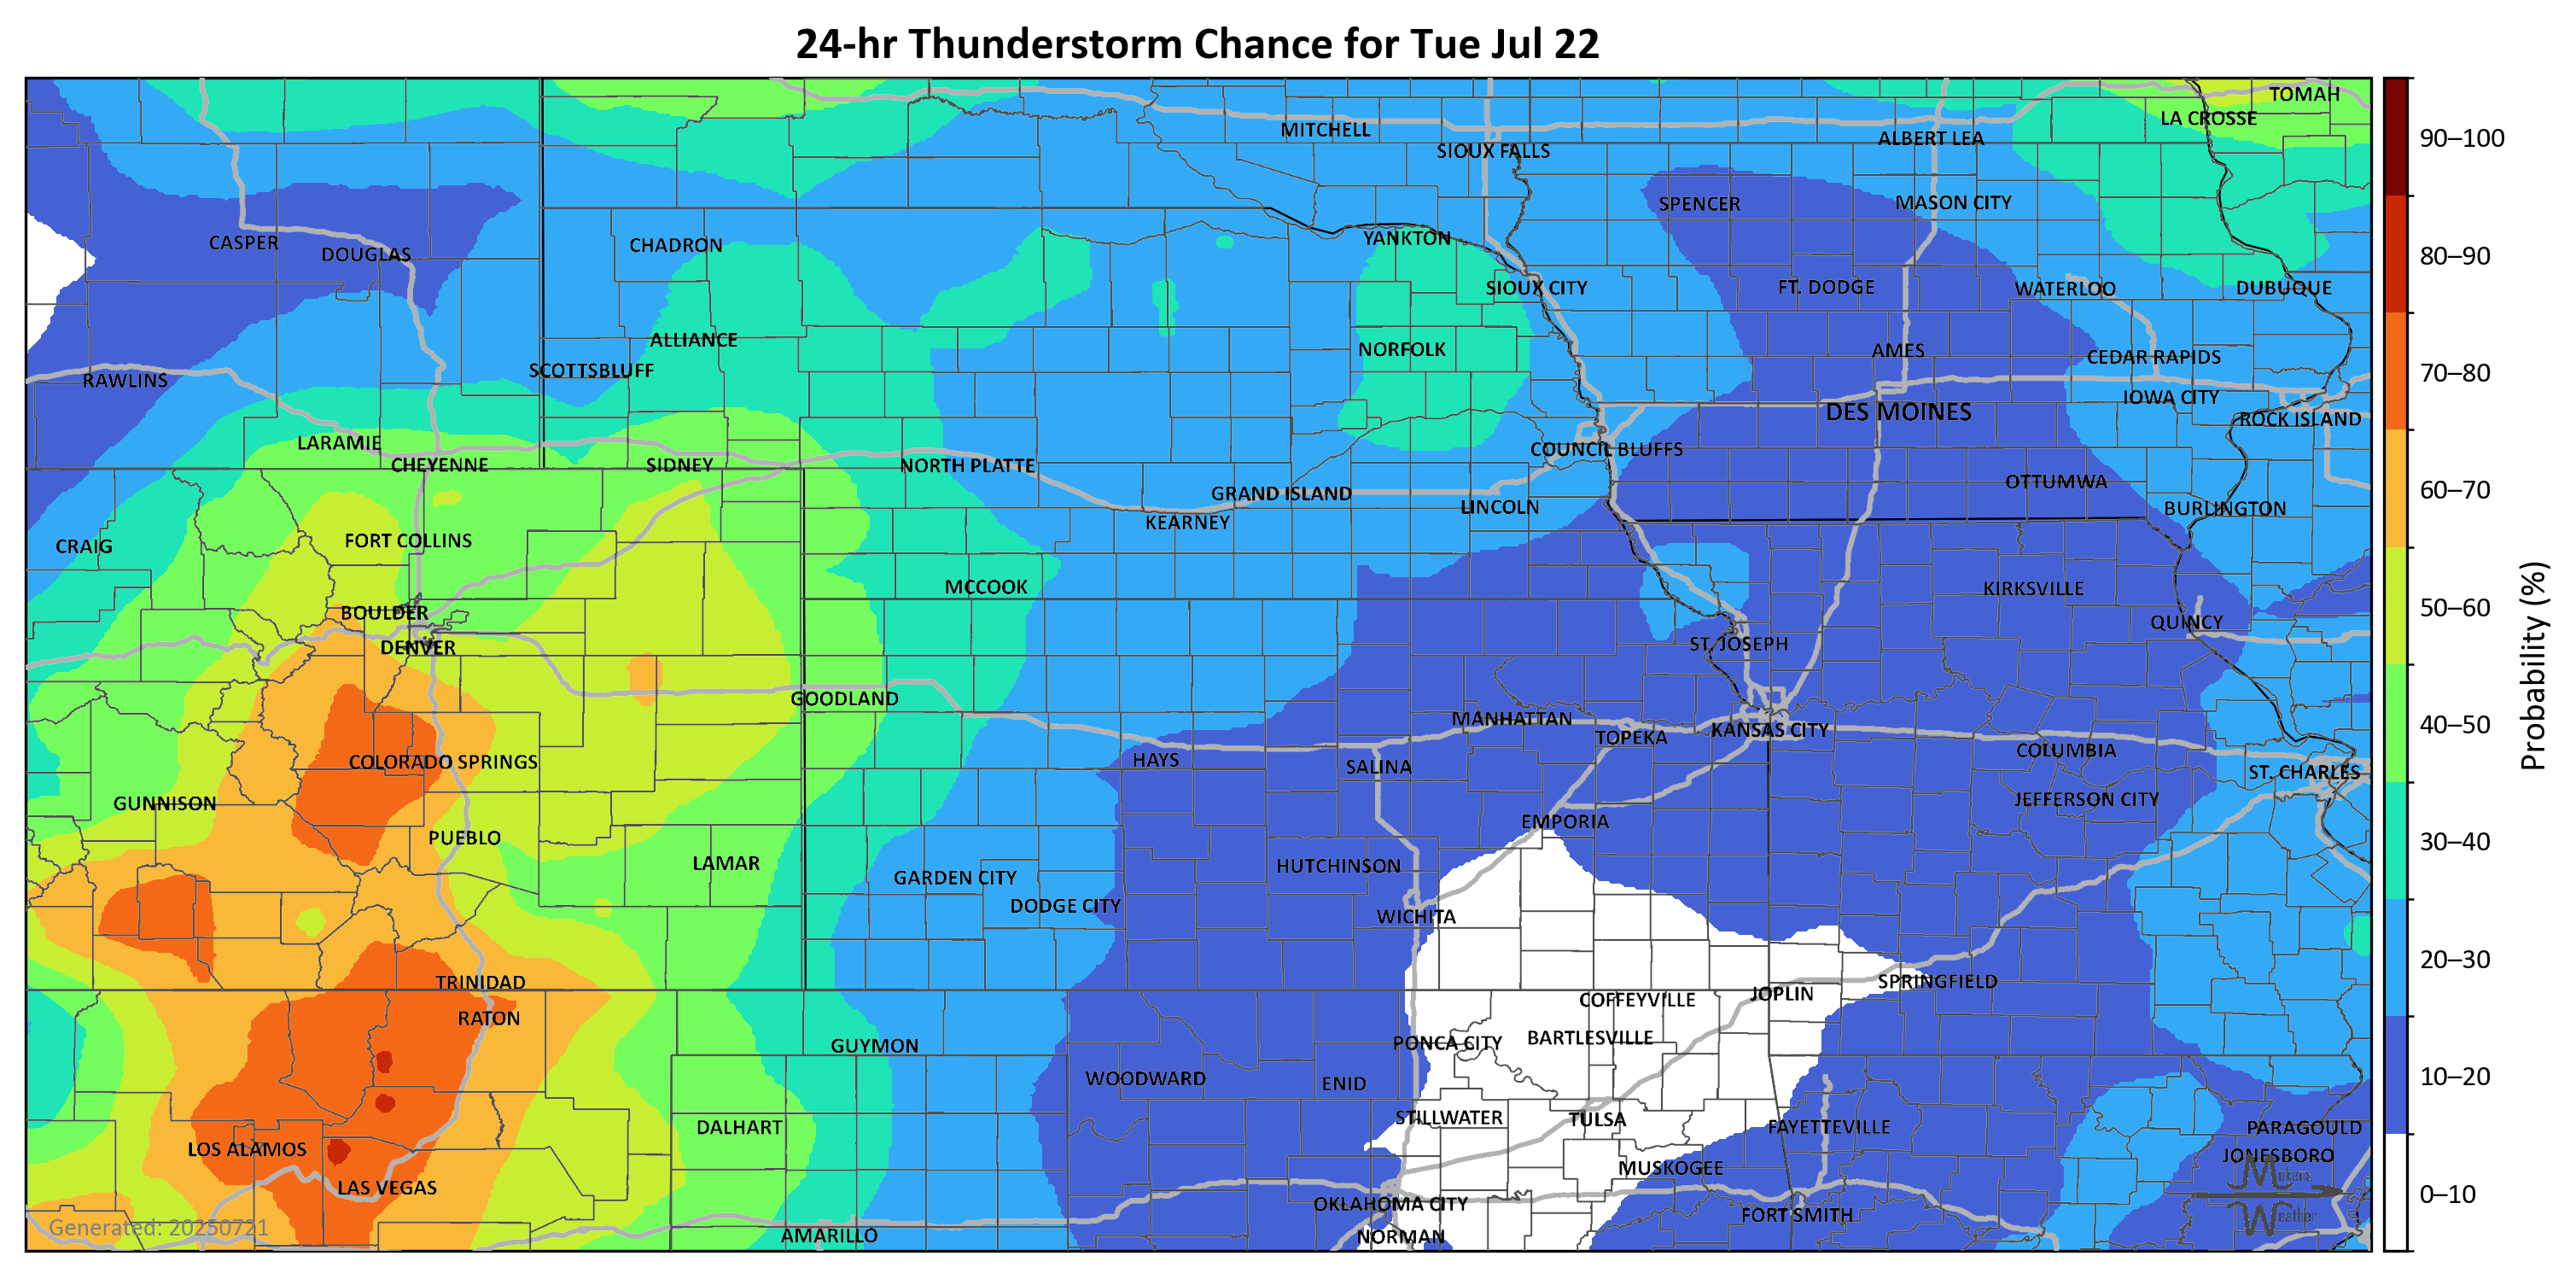 24-hr Thunderstorm Chance for Tue Jul 22
TOMAH
LA CROSSE
MITCHELL
ALBERT LEA
90–100
SIOUX FALLS
SPENCER
MASON CITY
CASPER
DOUGLAS
CHADRON
YANKTON
80–90
SIOUX CITY
FT. DODGE
WATERLOO
DUBUQUE
ALLIANCE
NORFOLK
AMES
CEDAR RAPIDS
RAWLINS
SCOTTSBLUFF
70–80
IOWA CITY
DES MOINES
ROCK ISLAND
LARAMIE
CHEYENNE
SIDNEY
NORTH PLATTE
COUNCIL BLUFFS
OTTUMWA
60–70
GRAND ISLAND
LINCOLN
BURLINGTON
KEARNEY
CRAIG
FORT COLLINS
MCCOOK
KIRKSVILLE
50–60
BOULDER
QUINCY
DENVER
ST. JOSEPH
Probability (%)
GOODLAND
MANHATTAN
TOPEKA
KANSAS CITY
40–50
COLORADO SPRINGS
HAYS
SALINA
COLUMBIA
ST. CHARLES
GUNNISON
JEFFERSON CITY
PUEBLO
EMPORIA
30–40
LAMAR
GARDEN CITY
HUTCHINSON
DODGE CITY
WICHITA
TRINIDAD
SPRINGFIELD
20–30
RATON
COFFEYVILLE
JOPLIN
GUYMON
PONCA CITY
BARTLESVILLE
WOODWARD
ENID
10–20
DALHART
STILLWATER
TULSA
FAYETTEVILLE
PARAGOULD
LOS ALAMOS
MUSKOGEE
JONESBORO
LAS VEGAS
Makens
0–10
OKLAHOMA CITY
FORT SMITH
Weather
Generated: 20250721
AMARILLO
NORMAN